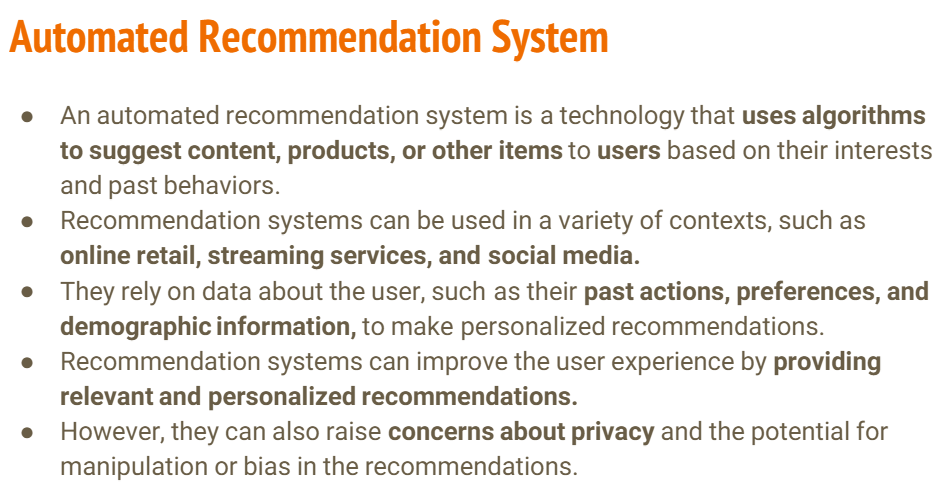 Automated Recommendation System
● An automated recommendation system is a technology that uses algorithms
to suggest content, products, or other items to users based on their interests
and past behaviors.
● Recommendation systems can be used in a variety of contexts, such as
online retail, streaming services, and social media.
● They rely on data about the user, such as their past actions, preferences, and
demographic information, to make personalized recommendations.
● Recommendation systems can improve the user experience by providing
relevant and personalized recommendations.
● However, they can also raise concerns about privacy and the potential for
manipulation or bias in the recommendations.